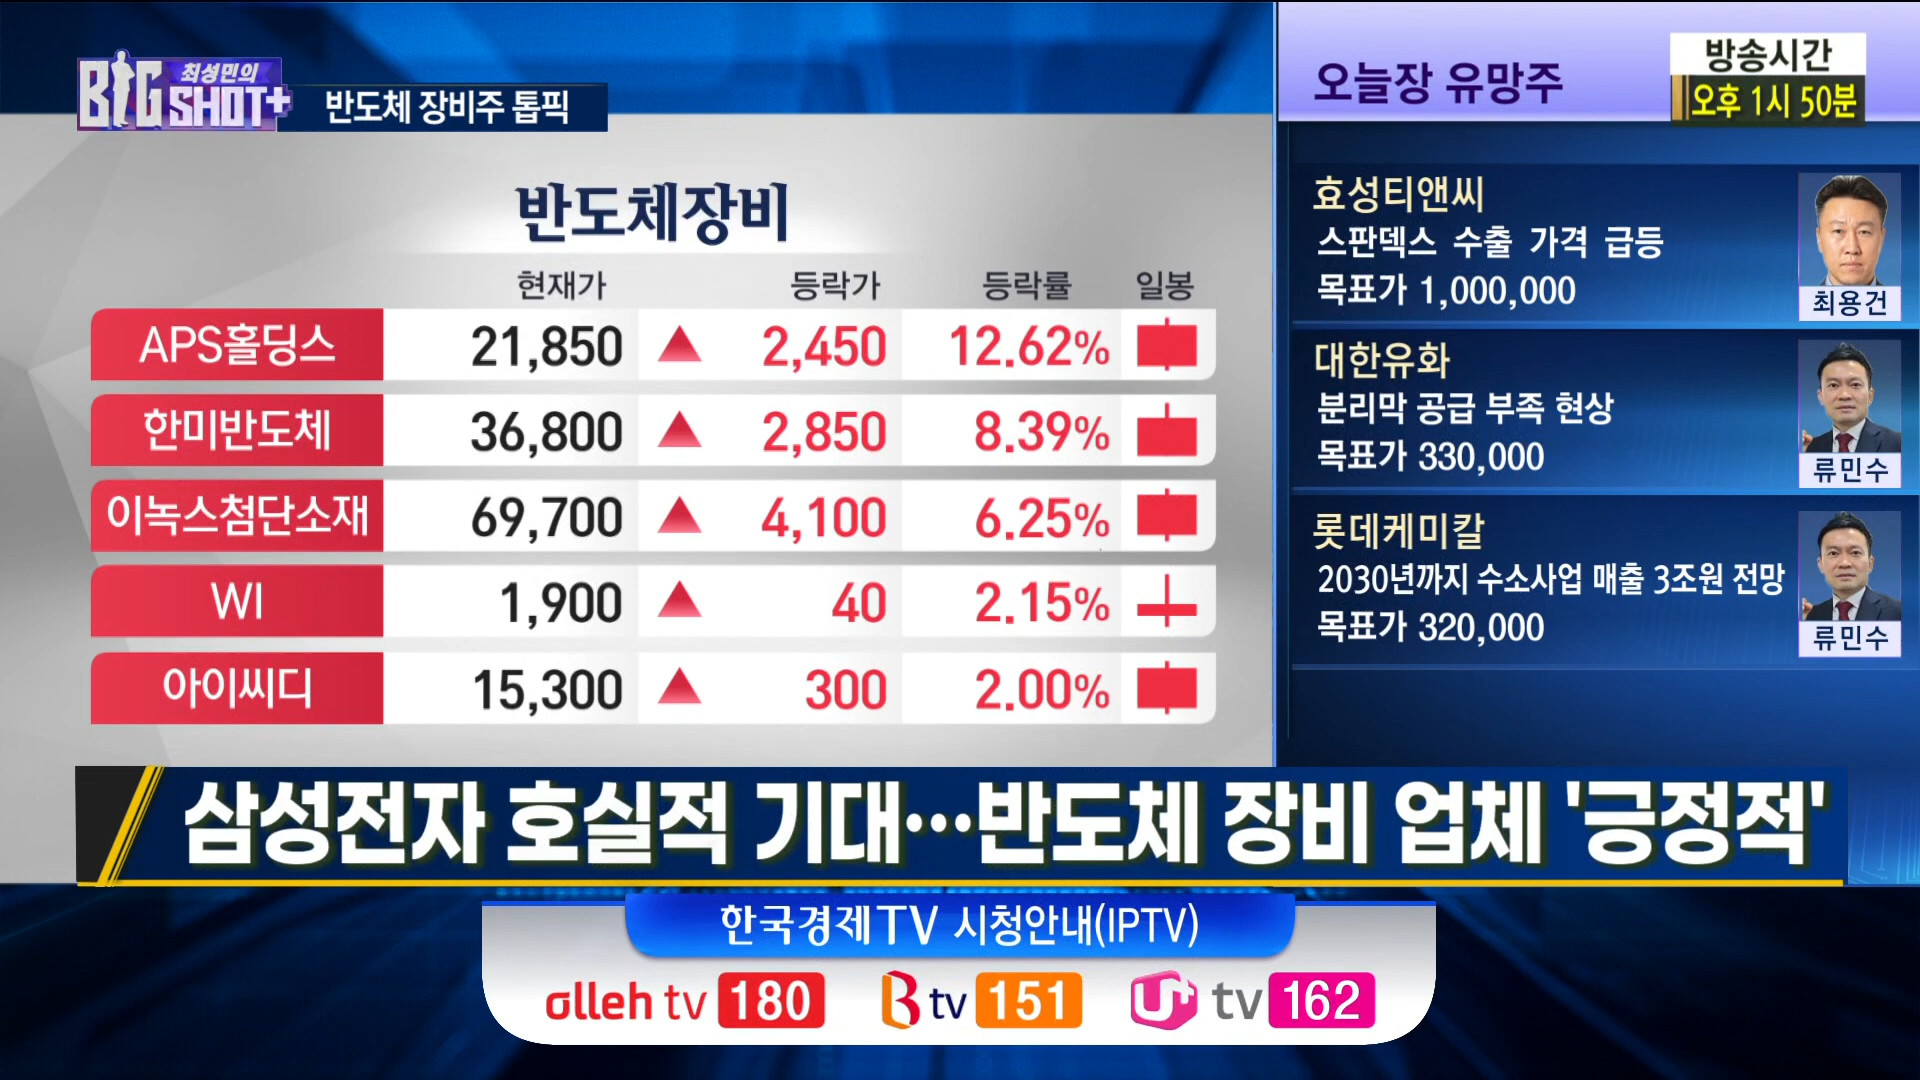 BIG
최성민의
SHOT+
반도체 장비주 톱픽
반도체장비
현재가 등락가 등락률 일봉
APS홀딩스 21,850 ▲ 2,450 12.62%
한미반도체 36,800 ▲ 2,850 8.39%
이녹스첨단소재 69,700 ▲ 4,100 6.25%
WI 1,900 ▲ 40 2.15%
아이씨디 15,300 ▲ 300 2.00%
오늘장 유망주
방송시간
오후 1시 50분
효성티앤씨
스판덱스 수출 가격 급등
목표가 1,000,000
최용건
대한유화
분리막 공급 부족 현상
목표가 330,000
류민수
롯데케미칼
2030년까지 수소사업 매출 3조원 전망
목표가 320,000
류민수
삼성전자 호실적 기대…반도체 장비 업체 '긍정적'
한국경제TV 시청안내(IPTV)
olleh tv 180 B tv 151 U+ tv 162